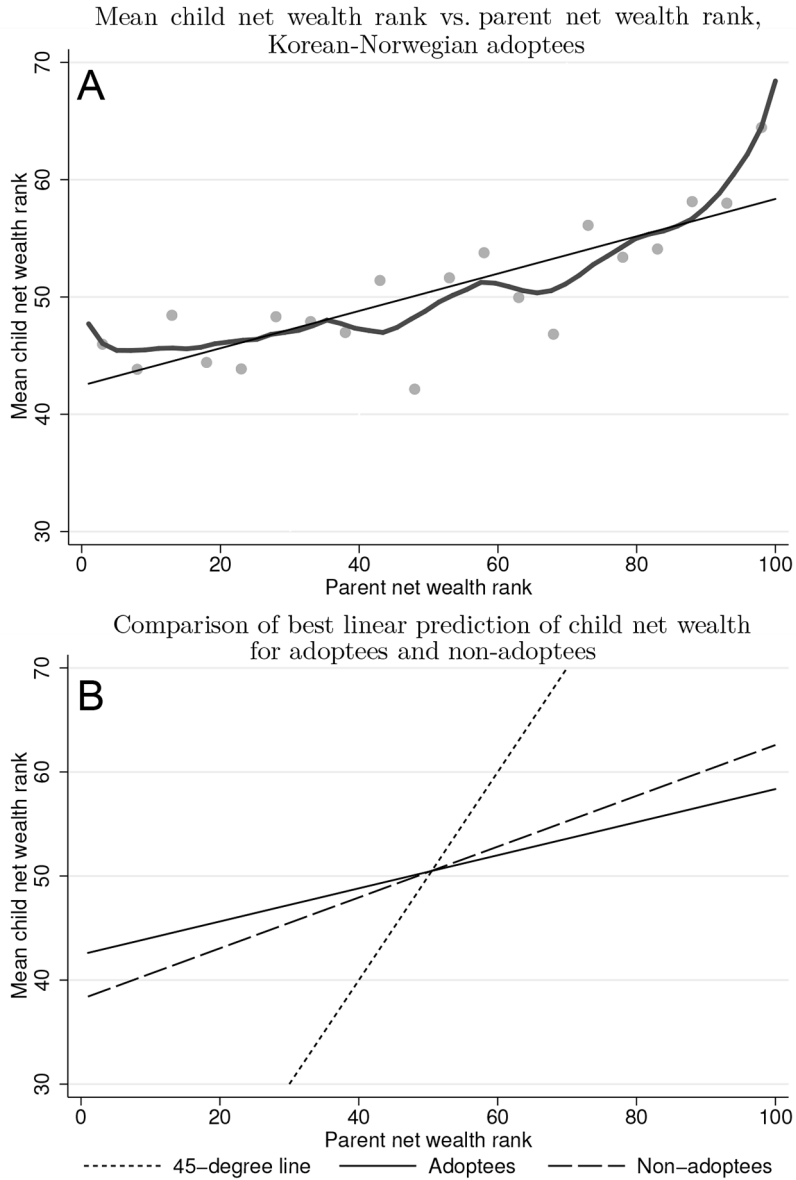 Mean child net wealth rank vs. parent net wealth rank,
Korean-Norwegian adoptees
A
Mean child net wealth rank
70
60
50
40
30
0 20 40 60 80 100
Parent net wealth rank
Comparison of best linear prediction of child net wealth
for adoptees and non-adoptees
B
Mean child net wealth rank
70
60
50
40
30
0 20 40 60 80 100
Parent net wealth rank
45−degree line Adoptees Non−adoptees